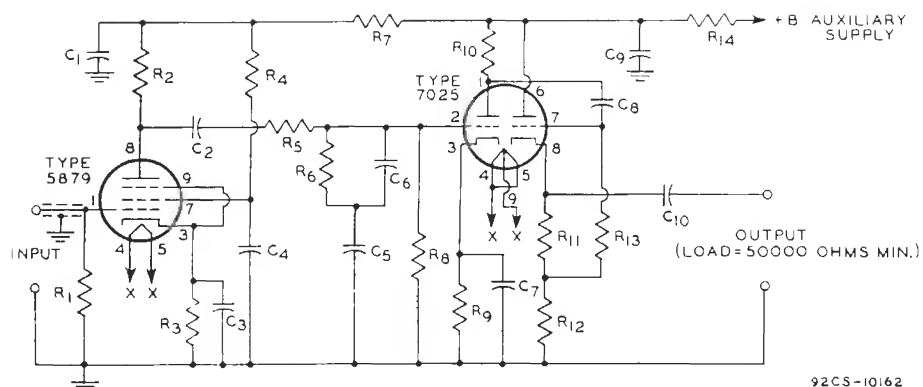 +B AUXILIARY
SUPPLY
R7
R14
C1
R2
R4
R10
C9
TYPE
7025
1
6
C8
8
C2
R5
2
7
3
8
TYPE
5879
9
R6
C6
4
9
5
1
7
3
X
X
C10
4
5
INPUT
C4
C5
R8
R11
R13
OUTPUT
(LOAD=50000 OHMS MIN.)
X
X
C7
R1
R3
C3
R9
R12
92CS-10162